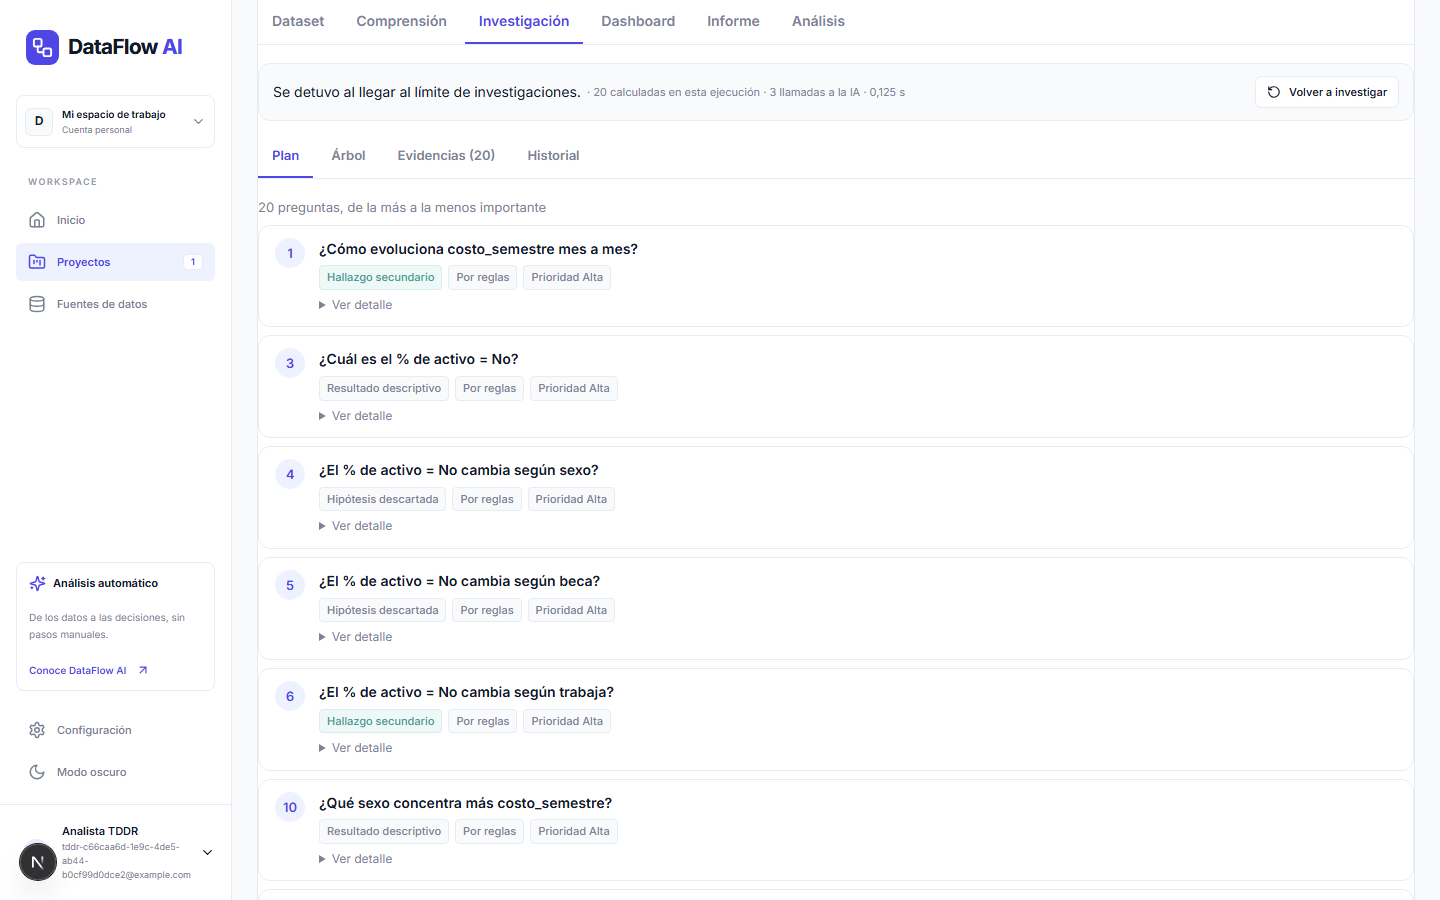 DataFlow AI
D
Mi espacio de trabajo
Cuenta personal
WORKSPACE
Inicio
Proyectos 1
Fuentes de datos
Análisis automático
De los datos a las decisiones, sin
pasos manuales.
Conoce DataFlow AI
Configuración
Modo oscuro
N
Analista TDDR
tddr-c66caa6d-1e9c-4de5-
ab44-
b0cf99d0dce2@example.com
Dataset Comprensión Investigación Dashboard Informe Análisis
Se detuvo al llegar al límite de investigaciones. · 20 calculadas en esta ejecución · 3 llamadas a la IA · 0,125 s
Volver a investigar
Plan Árbol Evidencias (20) Historial
20 preguntas, de la más a la menos importante
1 ¿Cómo evoluciona costo_semestre mes a mes?
Hallazgo secundario Por reglas Prioridad Alta
Ver detalle
3 ¿Cuál es el % de activo = No?
Resultado descriptivo Por reglas Prioridad Alta
Ver detalle
4 ¿El % de activo = No cambia según sexo?
Hipótesis descartada Por reglas Prioridad Alta
Ver detalle
5 ¿El % de activo = No cambia según beca?
Hipótesis descartada Por reglas Prioridad Alta
Ver detalle
6 ¿El % de activo = No cambia según trabaja?
Hallazgo secundario Por reglas Prioridad Alta
Ver detalle
10 ¿Qué sexo concentra más costo_semestre?
Resultado descriptivo Por reglas Prioridad Alta
Ver detalle